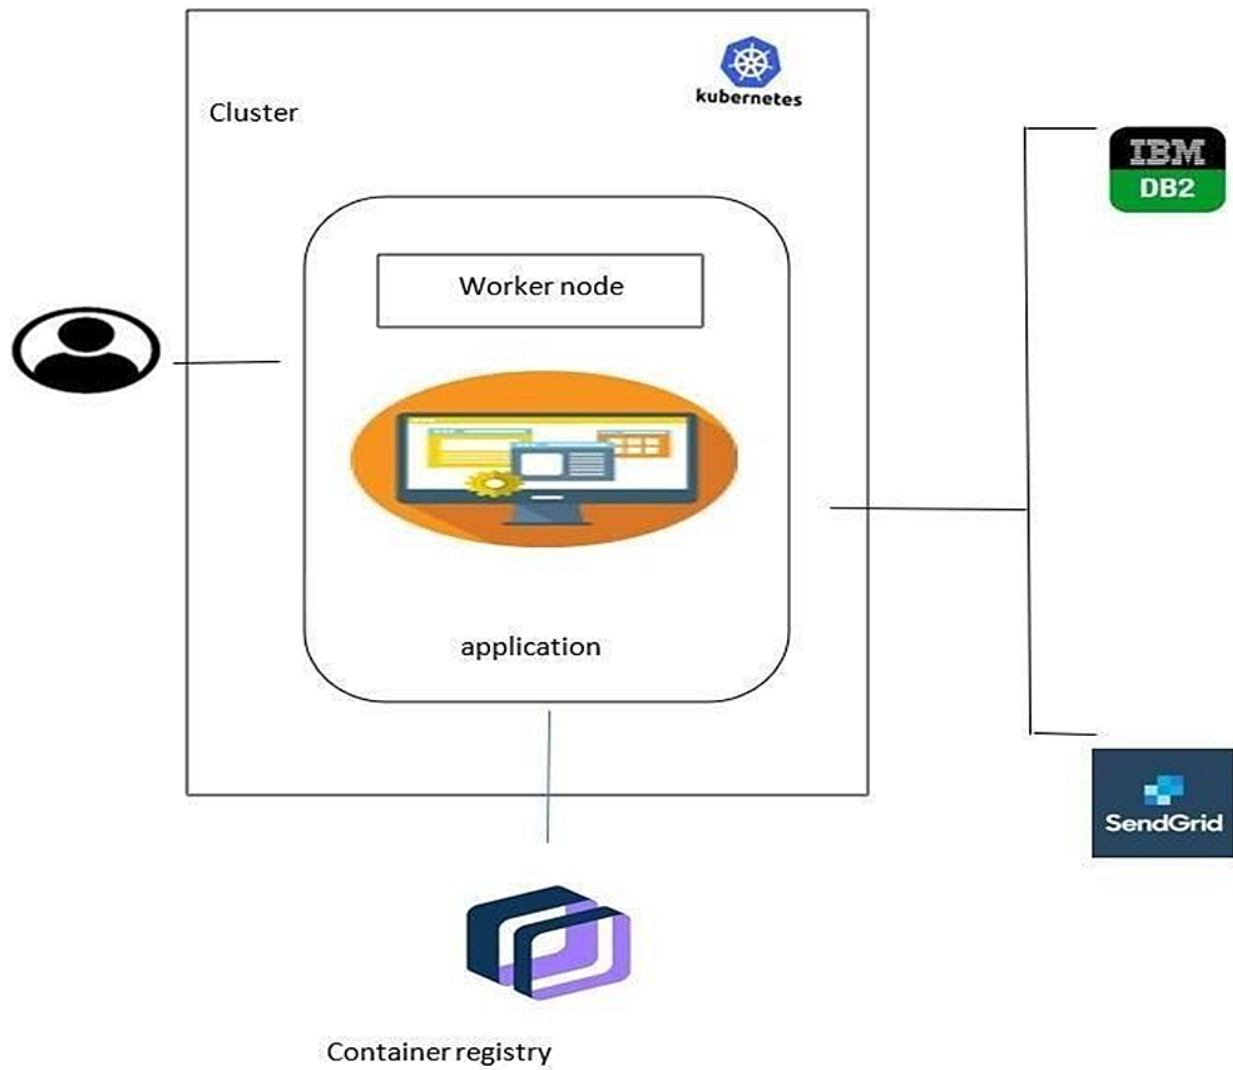 kubernetes
Cluster
IBM
DB2
Worker node
application
SendGrid
Container registry